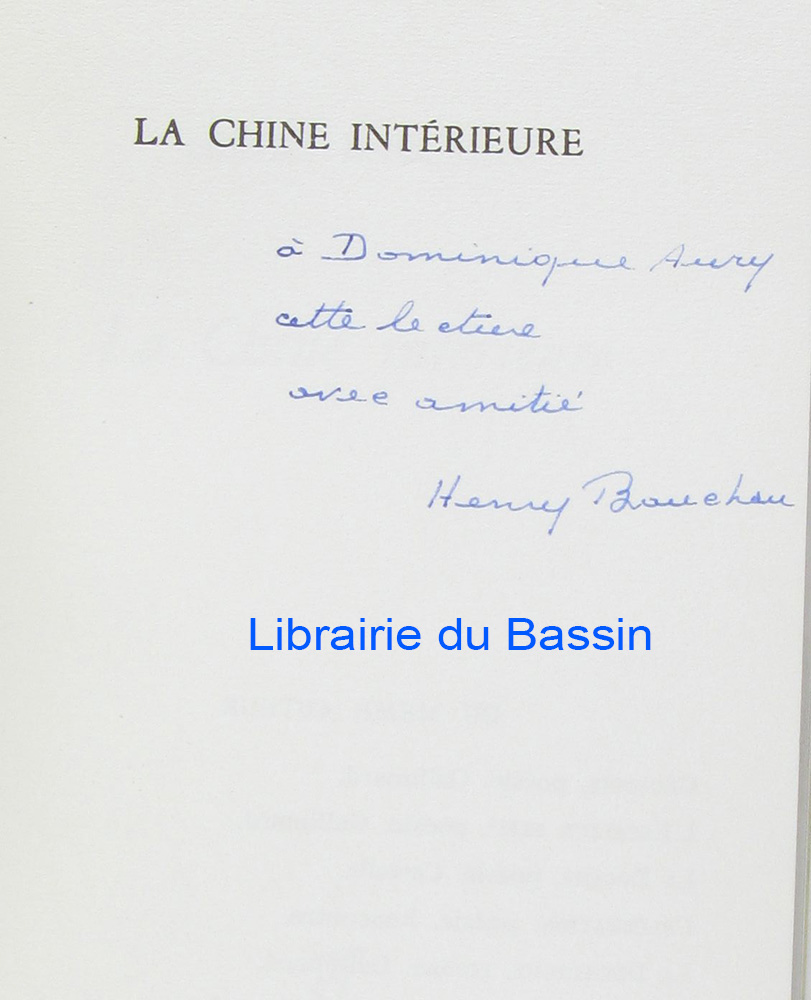 LA CHINE INTÉRIEURE
à Dominique Aury
cette lecture
avec amitié
Henry Bauchau
Librairie du Bassin